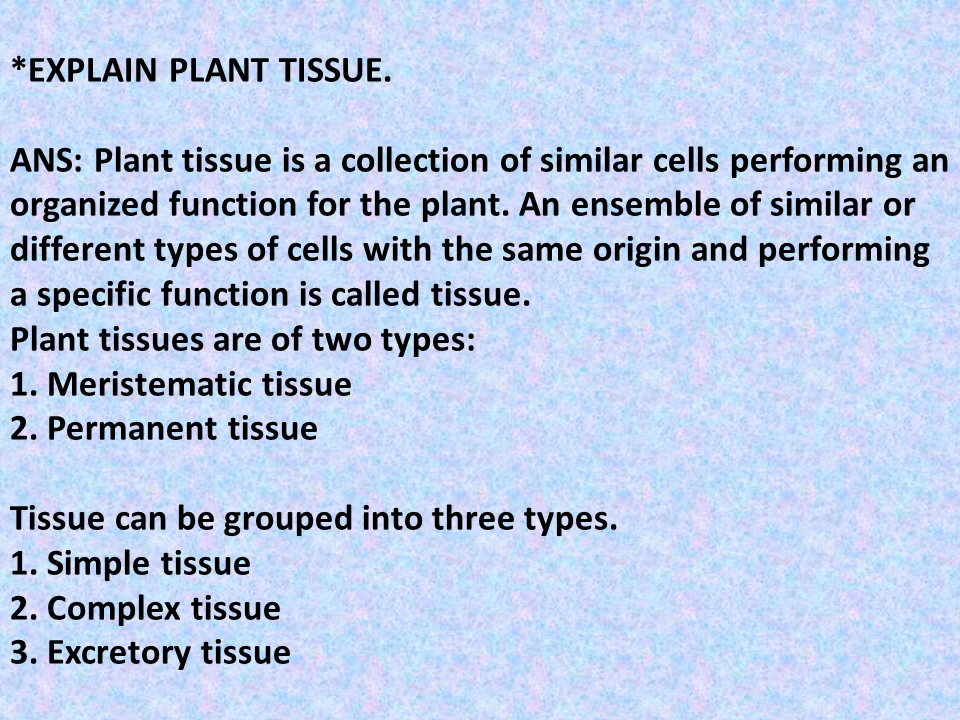 *EXPLAIN PLANT TISSUE.
ANS: Plant tissue is a collection of similar cells performing an
organized function for the plant. An ensemble of similar or
different types of cells with the same origin and performing
a specific function is called tissue.
Plant tissues are of two types:
1. Meristematic tissue
2. Permanent tissue
Tissue can be grouped into three types.
1. Simple tissue
2. Complex tissue
3. Excretory tissue